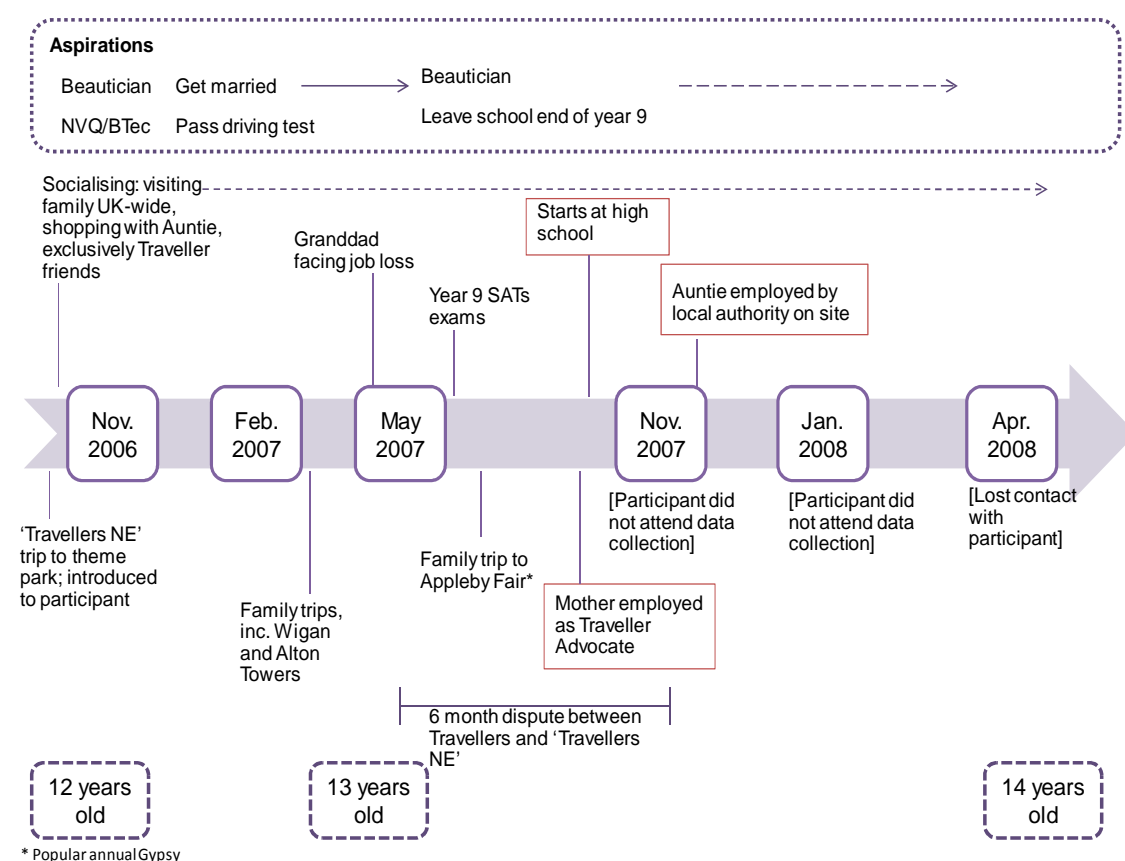 Aspirations
Beautician Get married
NVQ/BTec Pass driving test
Beautician
Leave school end of year 9
Socialising: visiting
family UK-wide,
shopping with Auntie,
exclusively Traveller
friends
Granddad
facing job loss
Year 9 SATs
exams
Starts at high
school
Auntie employed by
local authority on site
Nov.
2006
Feb.
2007
May
2007
Nov.
2007
Jan.
2008
Apr.
2008
'Travellers NE'
trip to theme
park; introduced
to participant
Family trips,
inc. Wigan
and Alton
Towers
Family trip to
Appleby Fair*
Mother employed
as Traveller
Advocate
[Participant did
not attend data
collection]
[Participant did
not attend data
collection]
[Lost contact
with
participant]
6 month dispute between
Travellers and 'Travellers
NE'
12 years
old
13 years
old
14 years
old
* Popular annual Gypsy